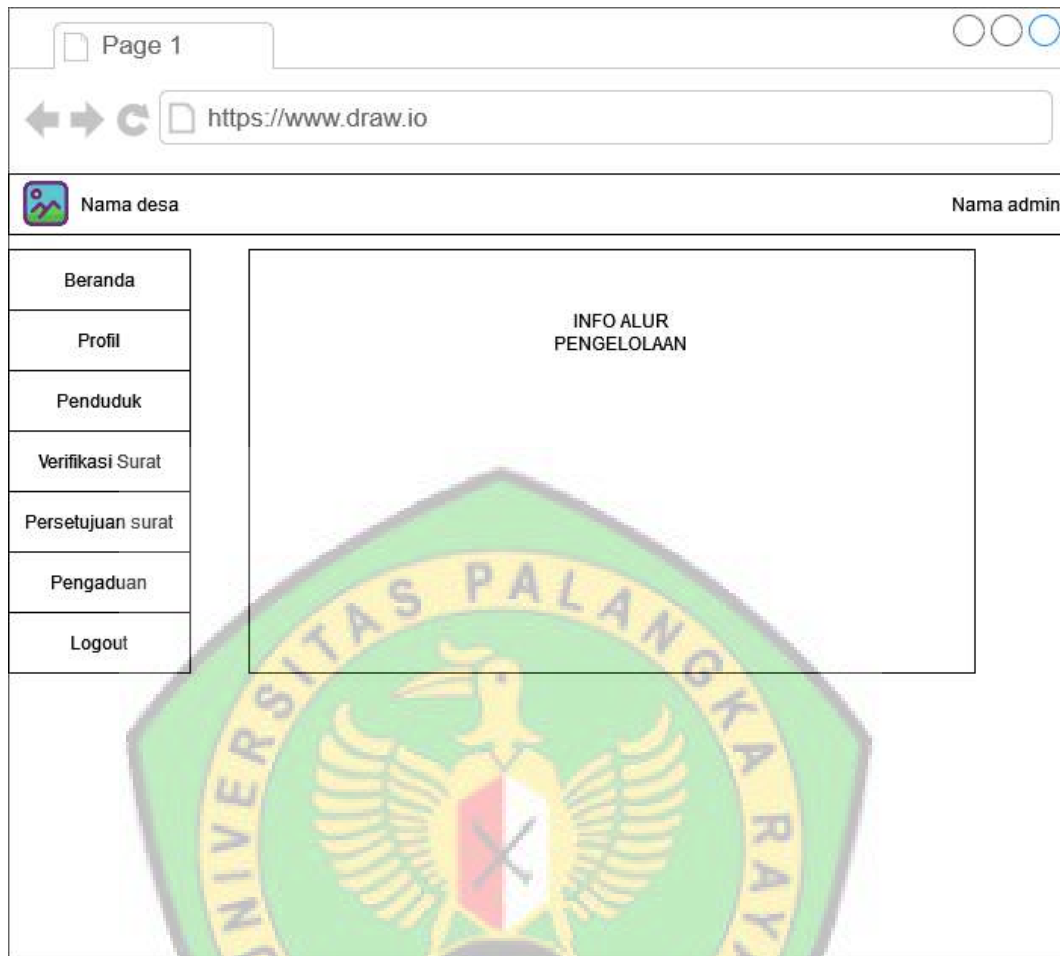 Page 1
https://www.draw.io
Nama desa
Nama admin
Beranda
Profil
Penduduk
Verifikasi Surat
Persetujuan surat
Pengaduan
Logout
INFO ALUR
PENGELOLAAN
UNIVERSITAS PALANGKA RAYA